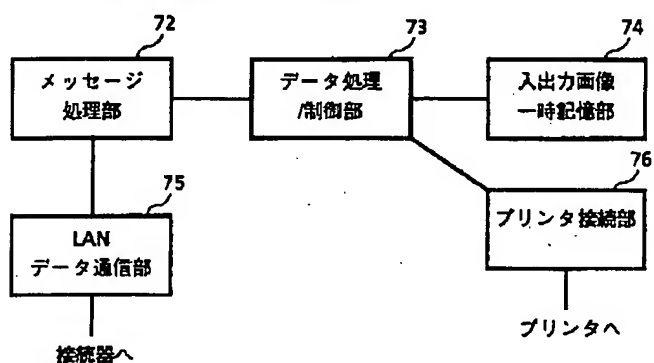 72
メッセージ
処理部
73
データ処理
/制御部
74
入出力画像
一時記憶部
75
LAN
データ通信部
76
プリンタ接続部
接続器へ
プリンタへ